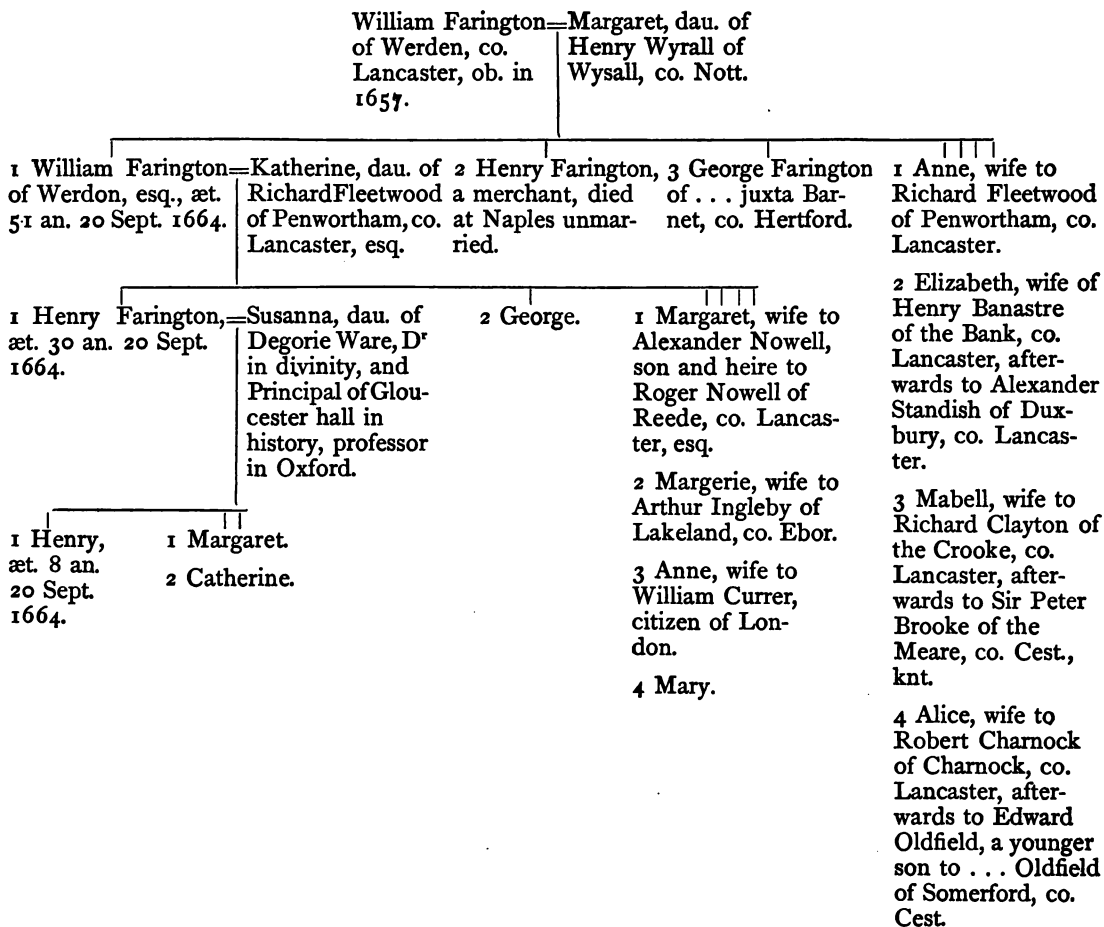 William Farington=Margaret, dau. of
of Werden, co. Henry Wyrall of
Lancaster, ob. in Wysall, co. Nott.
1657.
1 William Farington=
of Werdon, esq., æt.
51 an. 20 Sept. 1664.
Katherine, dau. of
Richard Fleetwood
of Penwortham, co.
Lancaster, esq.
2 Henry Farington,
a merchant, died
at Naples unmar-
ried.
3 George Farington
of ... juxta Bar-
net, co. Hertford.
1 Anne, wife to
Richard Fleetwood
of Penwortham, co.
Lancaster.
2 Elizabeth, wife of
Henry Banastre
of the Bank, co.
Lancaster, after-
wards to Alexander
Standish of Dux-
bury, co. Lancas-
ter.
3 Mabell, wife to
Richard Clayton of
the Crooke, co.
Lancaster, after-
wards to Sir Peter
Brooke of the
Meare, co. Cest.,
knt.
4 Alice, wife to
Robert Charnock
of Charnock, co.
Lancaster, after-
wards to Edward
Oldfield, a younger
son to ... Oldfield
of Somerford, co.
Cest.
1 Henry Farington,=
æt. 30 an. 20 Sept.
1664.
Susanna, dau. of
Degorie Ware, Dʳ
in divinity, and
Principal of Glou-
cester hall in
history, professor
in Oxford.
2 George.
1 Margaret, wife to
Alexander Nowell,
son and heire to
Roger Nowell of
Reede, co. Lancas-
ter, esq.
2 Margerie, wife to
Arthur Ingleby of
Lakeland, co. Ebor.
3 Anne, wife to
William Currer,
citizen of Lon-
don.
4 Mary.
1 Henry,
æt. 8 an.
20 Sept.
1664.
1 Margaret.
2 Catherine.